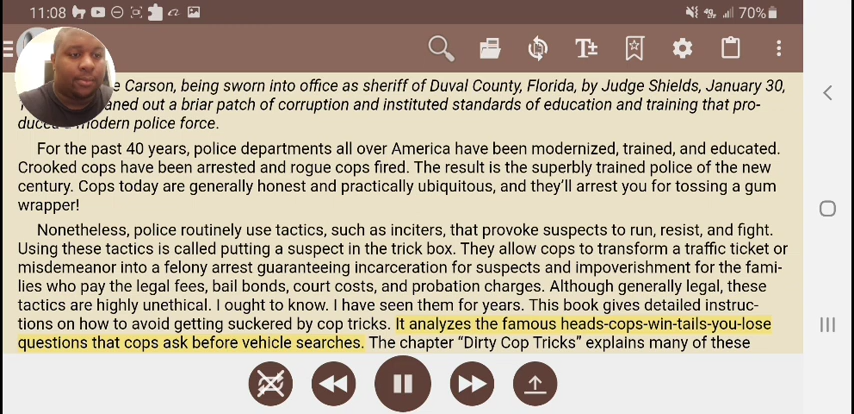 11:08
4G
70%
e Carson, being sworn into office as sheriff of Duval County, Florida, by Judge Shields, January 30,
aned out a briar patch of corruption and instituted standards of education and training that pro-
duced a modern police force.
For the past 40 years, police departments all over America have been modernized, trained, and educated.
Crooked cops have been arrested and rogue cops fired. The result is the superbly trained police of the new
century. Cops today are generally honest and practically ubiquitous, and they’ll arrest you for tossing a gum
wrapper!
Nonetheless, police routinely use tactics, such as inciters, that provoke suspects to run, resist, and fight.
Using these tactics is called putting a suspect in the trick box. They allow cops to transform a traffic ticket or
misdemeanor into a felony arrest guaranteeing incarceration for suspects and impoverishment for the fami-
lies who pay the legal fees, bail bonds, court costs, and probation charges. Although generally legal, these
tactics are highly unethical. I ought to know. I have seen them for years. This book gives detailed instruc-
tions on how to avoid getting suckered by cop tricks. It analyzes the famous heads-cops-win-tails-you-lose
questions that cops ask before vehicle searches. The chapter “Dirty Cop Tricks” explains many of these